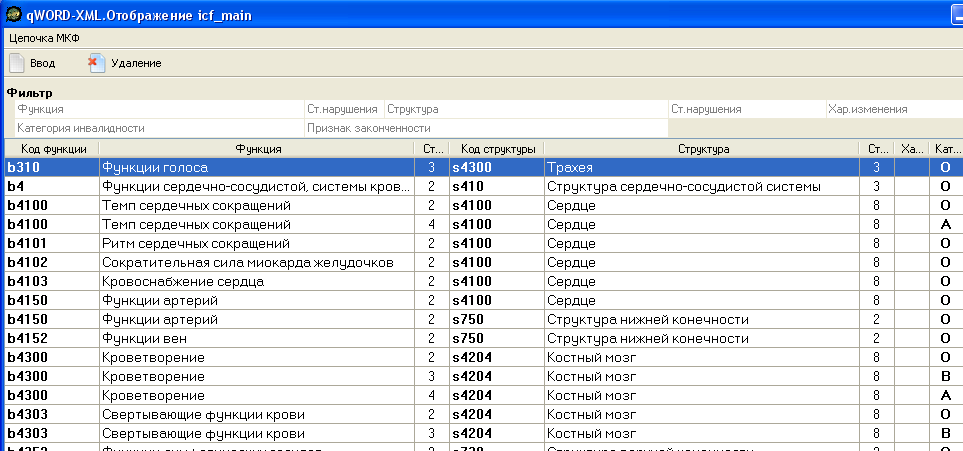 qWORD-XML.Отображение icf_main
Цепочка МКФ
Ввод Удаление
Фильтр
Функция Ст.нарушения Структура Ст.нарушения Хар.изменения
Категория инвалидности Признак законченности
Код функции Функция Ст... Код структуры Структура Ст... Ха... Кат...
b310 Функции голоса 3 s4300 Трахея 3 O
b4 Функции сердечно-сосудистой, системы кров... 2 s410 Структура сердечно-сосудистой системы 3 O
b4100 Темп сердечных сокращений 2 s4100 Сердце 8 O
b4100 Темп сердечных сокращений 4 s4100 Сердце 8 A
b4101 Ритм сердечных сокращений 2 s4100 Сердце 8 O
b4102 Сократительная сила миокарда желудочков 2 s4100 Сердце 8 O
b4103 Кровоснабжение сердца 2 s4100 Сердце 8 O
b4150 Функции артерий 2 s4100 Сердце 8 O
b4150 Функции артерий 2 s750 Структура нижней конечности 2 O
b4152 Функции вен 2 s750 Структура нижней конечности 2 O
b4300 Кроветворение 2 s4204 Костный мозг 8 O
b4300 Кроветворение 3 s4204 Костный мозг 8 B
b4300 Кроветворение 4 s4204 Костный мозг 8 A
b4303 Свертывающие функции крови 2 s4204 Костный мозг 8 O
b4303 Свертывающие функции крови 3 s4204 Костный мозг 8 B